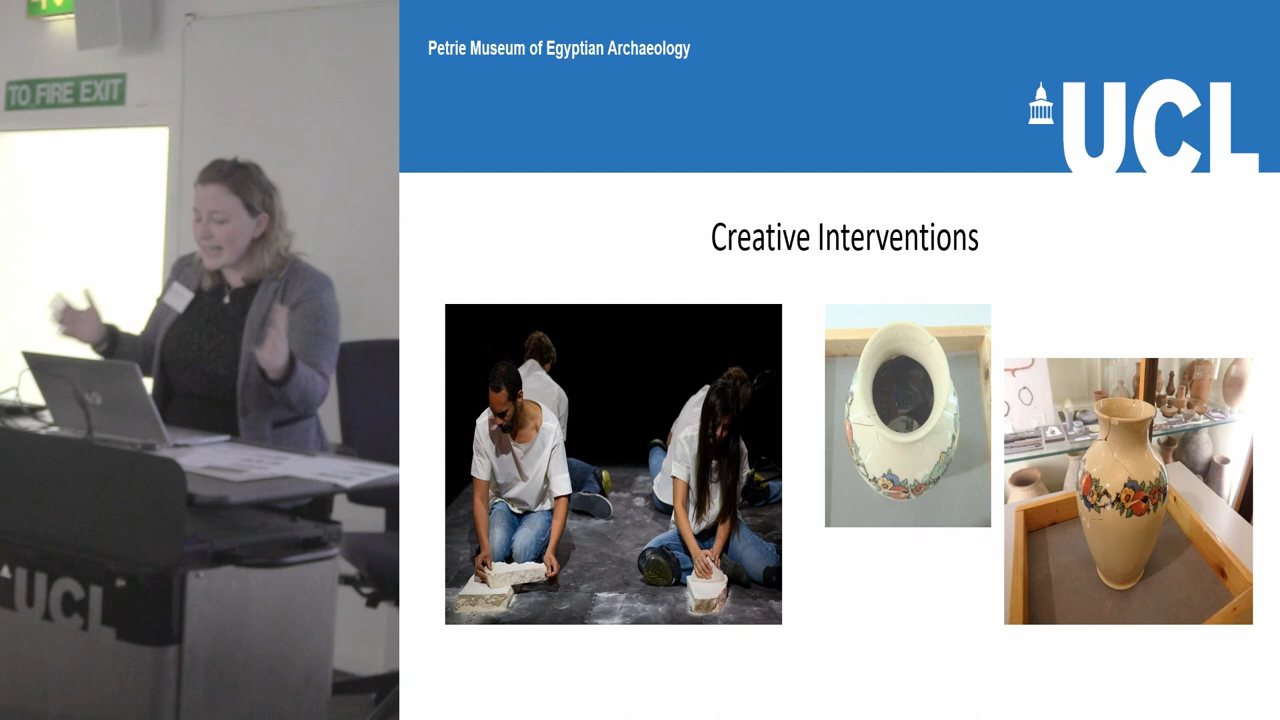 TO FIRE EXIT
UCL
Petrie Museum of Egyptian Archaeology
UCL
Creative Interventions